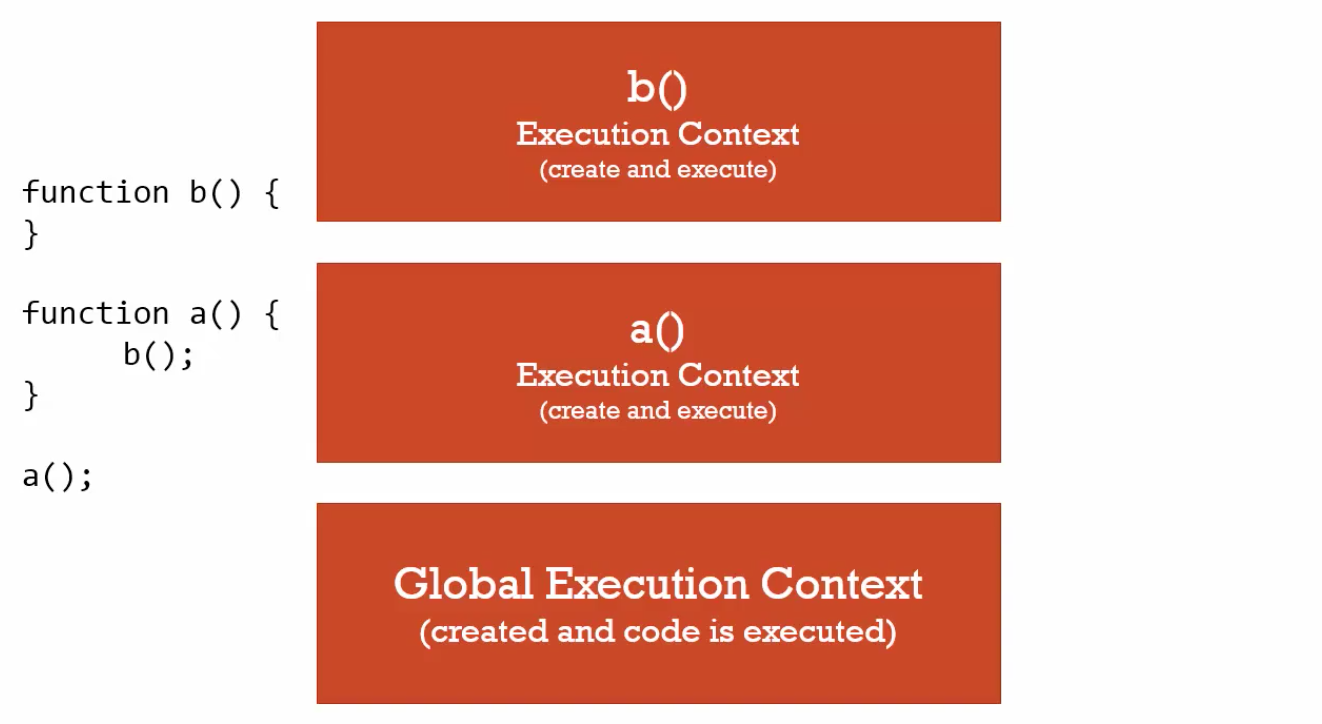 function b() {
}
function a() {
b();
}
a();
b()
Execution Context
(create and execute)
a()
Execution Context
(create and execute)
Global Execution Context
(created and code is executed)